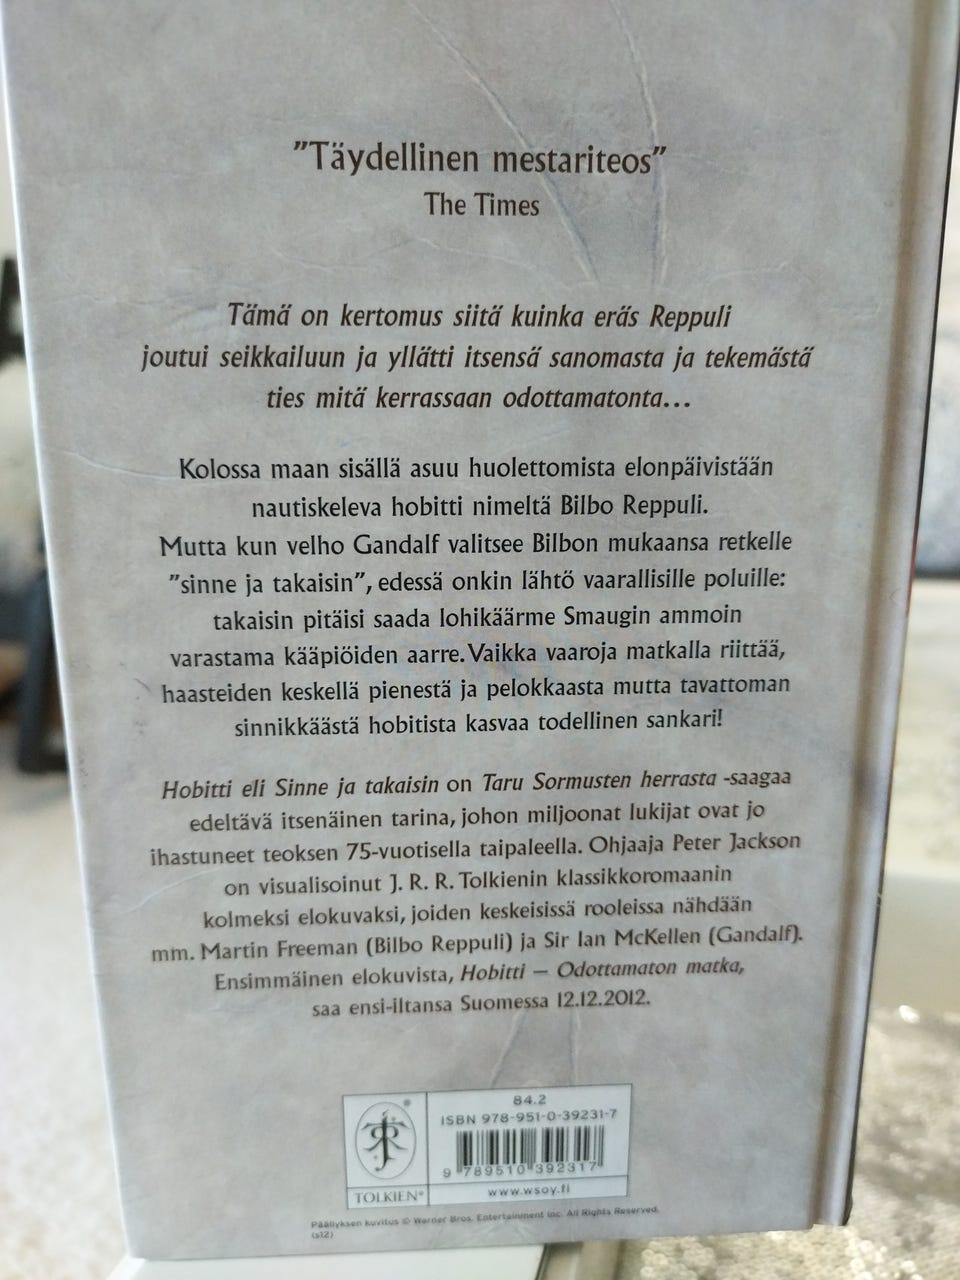 "Täydellinen mestariteos"
The Times
Tämä on kertomus siitä kuinka eräs Reppuli
joutui seikkailuun ja yllätti itsensä sanomasta ja tekemästä
ties mitä kerrassaan odottamatonta...
Kolossa maan sisällä asuu huolettomista elonpäivistään
nautiskeleva hobitti nimeltä Bilbo Reppuli.
Mutta kun velho Gandalf valitsee Bilbon mukaansa retkelle
"sinne ja takaisin", edessä onkin lähtö vaarallisille poluille:
takaisin pitäisi saada lohikäärme Smaugin ammoin
varastama kääpiöiden aarre. Vaikka vaaroja matkalla riittää,
haasteiden keskellä pienestä ja pelokkaasta mutta tavattoman
sinnikkäästä hobitista kasvaa todellinen sankari!
Hobitti eli Sinne ja takaisin on Taru Sormusten herrasta -saagaa
edeltävä itsenäinen tarina, johon miljoonat lukijat ovat jo
ihastuneet teoksen 75-vuotisella taipaleella. Ohjaaja Peter Jackson
on visualisoinut J. R. R. Tolkienin klassikkoromaanin
kolmeksi elokuvaksi, joiden keskeisissä rooleissa nähdään
mm. Martin Freeman (Bilbo Reppuli) ja Sir Ian McKellen (Gandalf).
Ensimmäinen elokuvista, Hobitti – Odottamaton matka,
saa ensi-iltansa Suomessa 12.12.2012.
84.2
ISBN 978-951-0-39231-7
9 789510 392317
www.wsoy.fi
®
TOLKIEN®
Päällyksen kuvitus © Warner Bros. Entertainment Inc. All Rights Reserved.
(s12)